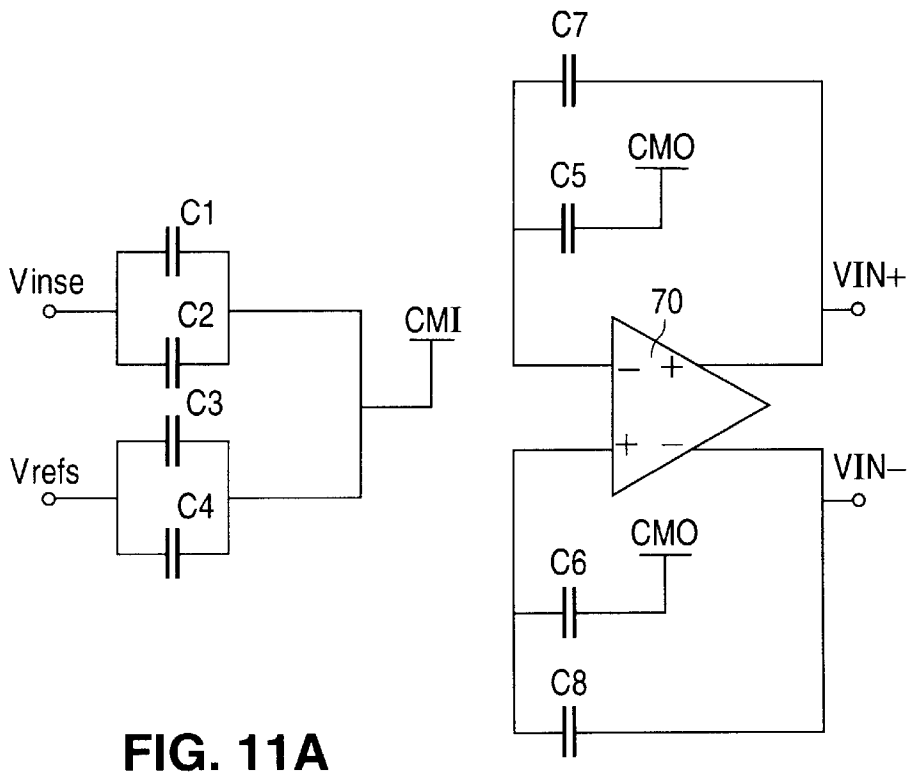 C7
CMO
C5
C1
Vinse
C2
CMI
VIN+
70
− +
C3
+ −
Vrefs
C4
VIN−
CMO
C6
C8
FIG. 11A